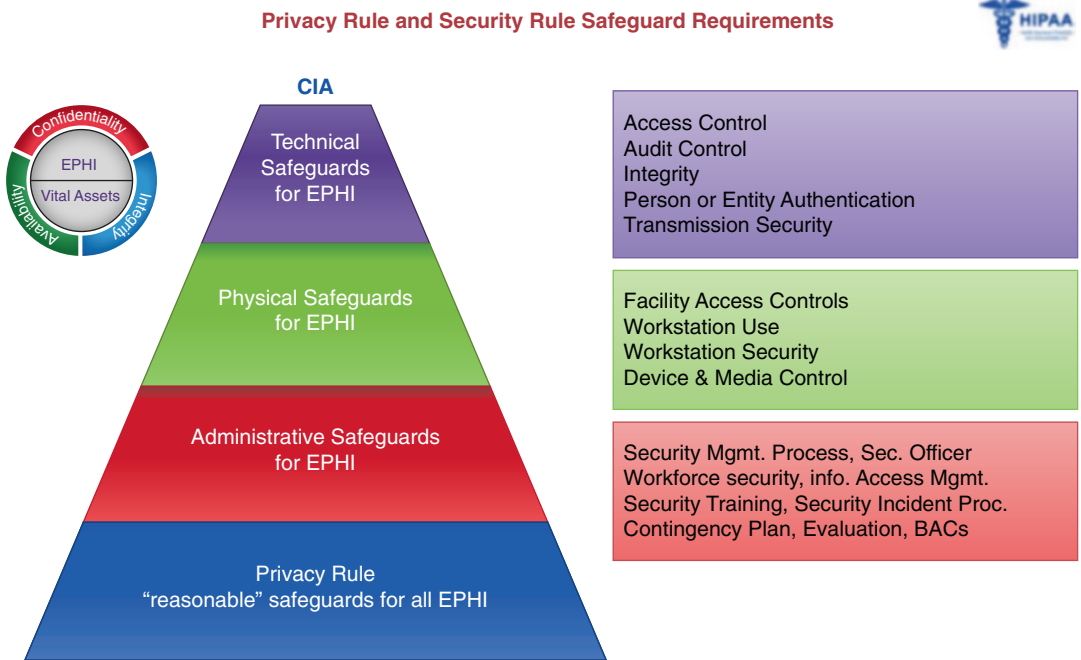 Privacy Rule and Security Rule Safeguard Requirements
HIPAA
CIA
Confidentiality
EPHI
Vital Assets
Availability
Integrity
Technical
Safeguards
for EPHI
Access Control
Audit Control
Integrity
Person or Entity Authentication
Transmission Security
Physical Safeguards
for EPHI
Facility Access Controls
Workstation Use
Workstation Security
Device & Media Control
Administrative Safeguards
for EPHI
Security Mgmt. Process, Sec. Officer
Workforce security, info. Access Mgmt.
Security Training, Security Incident Proc.
Contingency Plan, Evaluation, BACs
Privacy Rule
“reasonable” safeguards for all EPHI